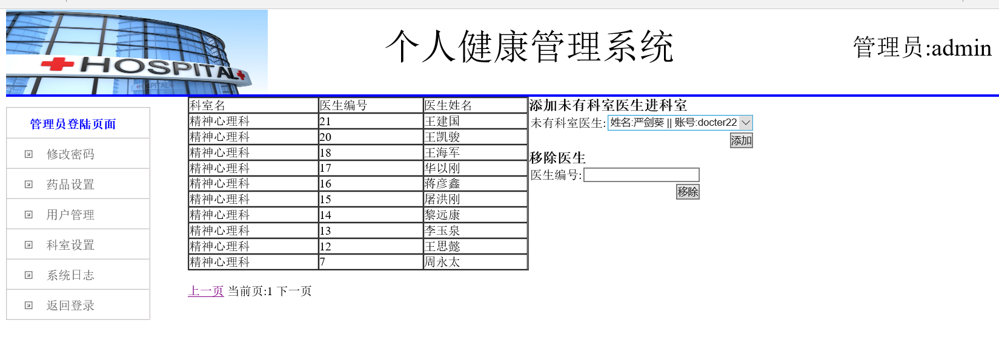 HOSPITAL
HOSPITAL
个人健康管理系统
管理员:admin
管理员登陆页面
修改密码
药品设置
用户管理
科室设置
系统日志
返回登录
科室名 医生编号 医生姓名
精神心理科 21 王建国
精神心理科 20 王凯骏
精神心理科 18 王海军
精神心理科 17 华以刚
精神心理科 16 蒋彦鑫
精神心理科 15 屠洪刚
精神心理科 14 黎远康
精神心理科 13 李玉泉
精神心理科 12 王思懿
精神心理科 7 周永太
上一页 当前页:1 下一页
添加未有科室医生进科室
未有科室医生: 姓名:严剑葵 || 账号:docter22
添加
移除医生
医生编号:
移除